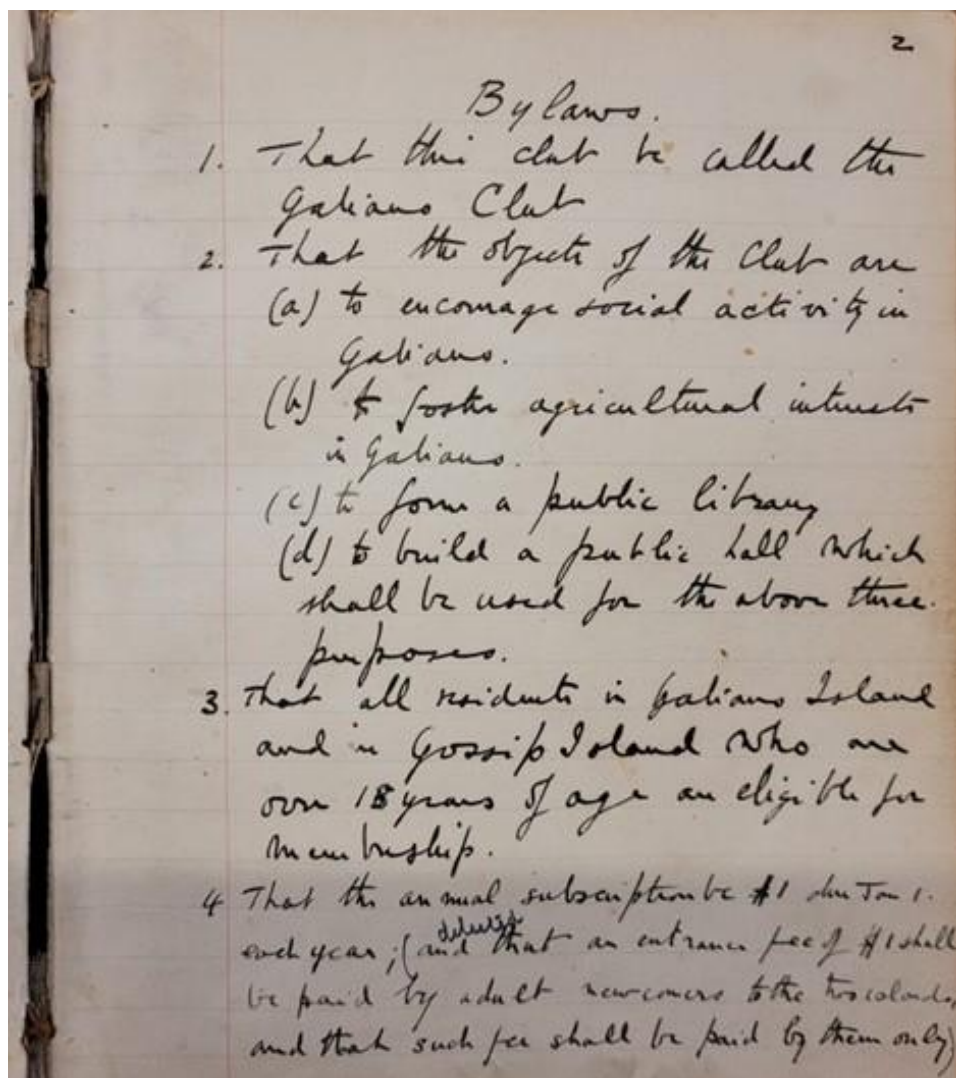 2
Bylaws.
1. That this club be called the
Galiano Club
2. That the objects of the Club are
(a) to encourage social activity in
Galiano.
(b) to foster agricultural interests
in Galiano.
(c) to form a public library
(d) to build a public hall which
shall be used for the above three
purposes.
3. That all residents in Galiano Island
and in Gossip Island who are
over 18 years of age are eligible for
membership.
4 That the annual subscription be $1 due Jan 1.
deleted
each year; (and that an entrance fee of $1 shall
be paid by adult newcomers to the two islands,
and that such fee shall be paid by them only)